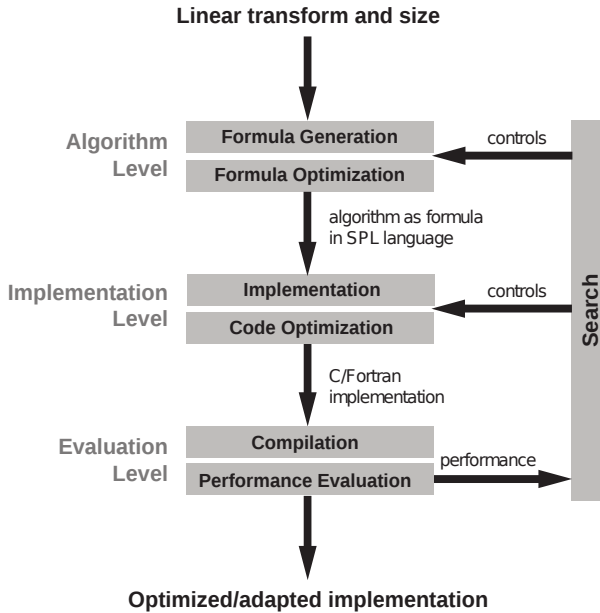 Linear transform and size
Algorithm
Level
Formula Generation
Formula Optimization
controls
algorithm as formula
in SPL language
Implementation
Level
Implementation
Code Optimization
controls
Search
C/Fortran
implementation
Evaluation
Level
Compilation
Performance Evaluation
performance
Optimized/adapted implementation